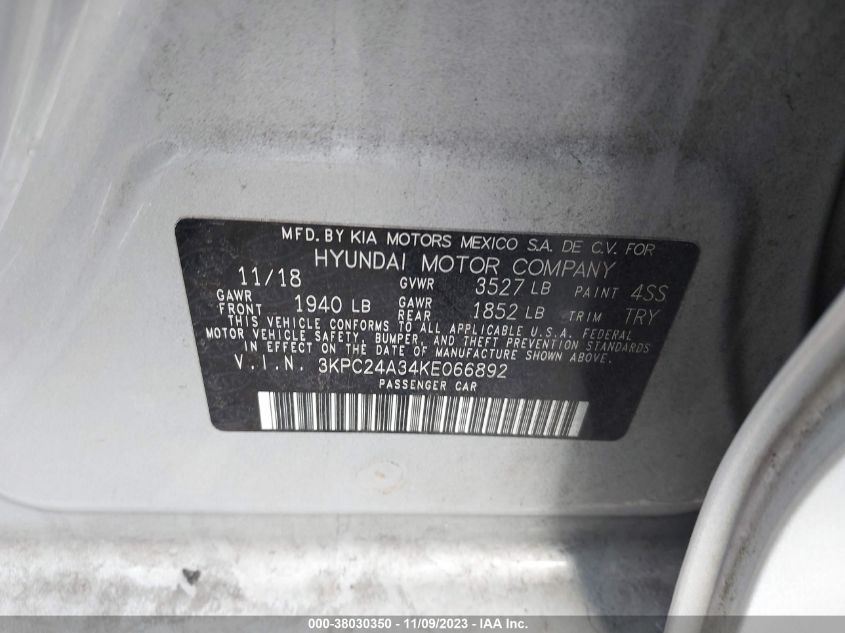 MFD. BY KIA MOTORS MEXICO S.A. DE C.V. FOR
HYUNDAI MOTOR COMPANY
11/18 GVWR 3527 LB PAINT 4SS
GAWR FRONT 1940 LB GAWR REAR 1852 LB TRIM TRY
THIS VEHICLE CONFORMS TO ALL APPLICABLE U.S.A. FEDERAL
MOTOR VEHICLE SAFETY, BUMPER, AND THEFT PREVENTION STANDARDS
IN EFFECT ON THE DATE OF MANUFACTURE SHOWN ABOVE.
V.I.N. 3KPC24A34KE066892
PASSENGER CAR
000-38030350 - 11/09/2023 - IAA Inc.